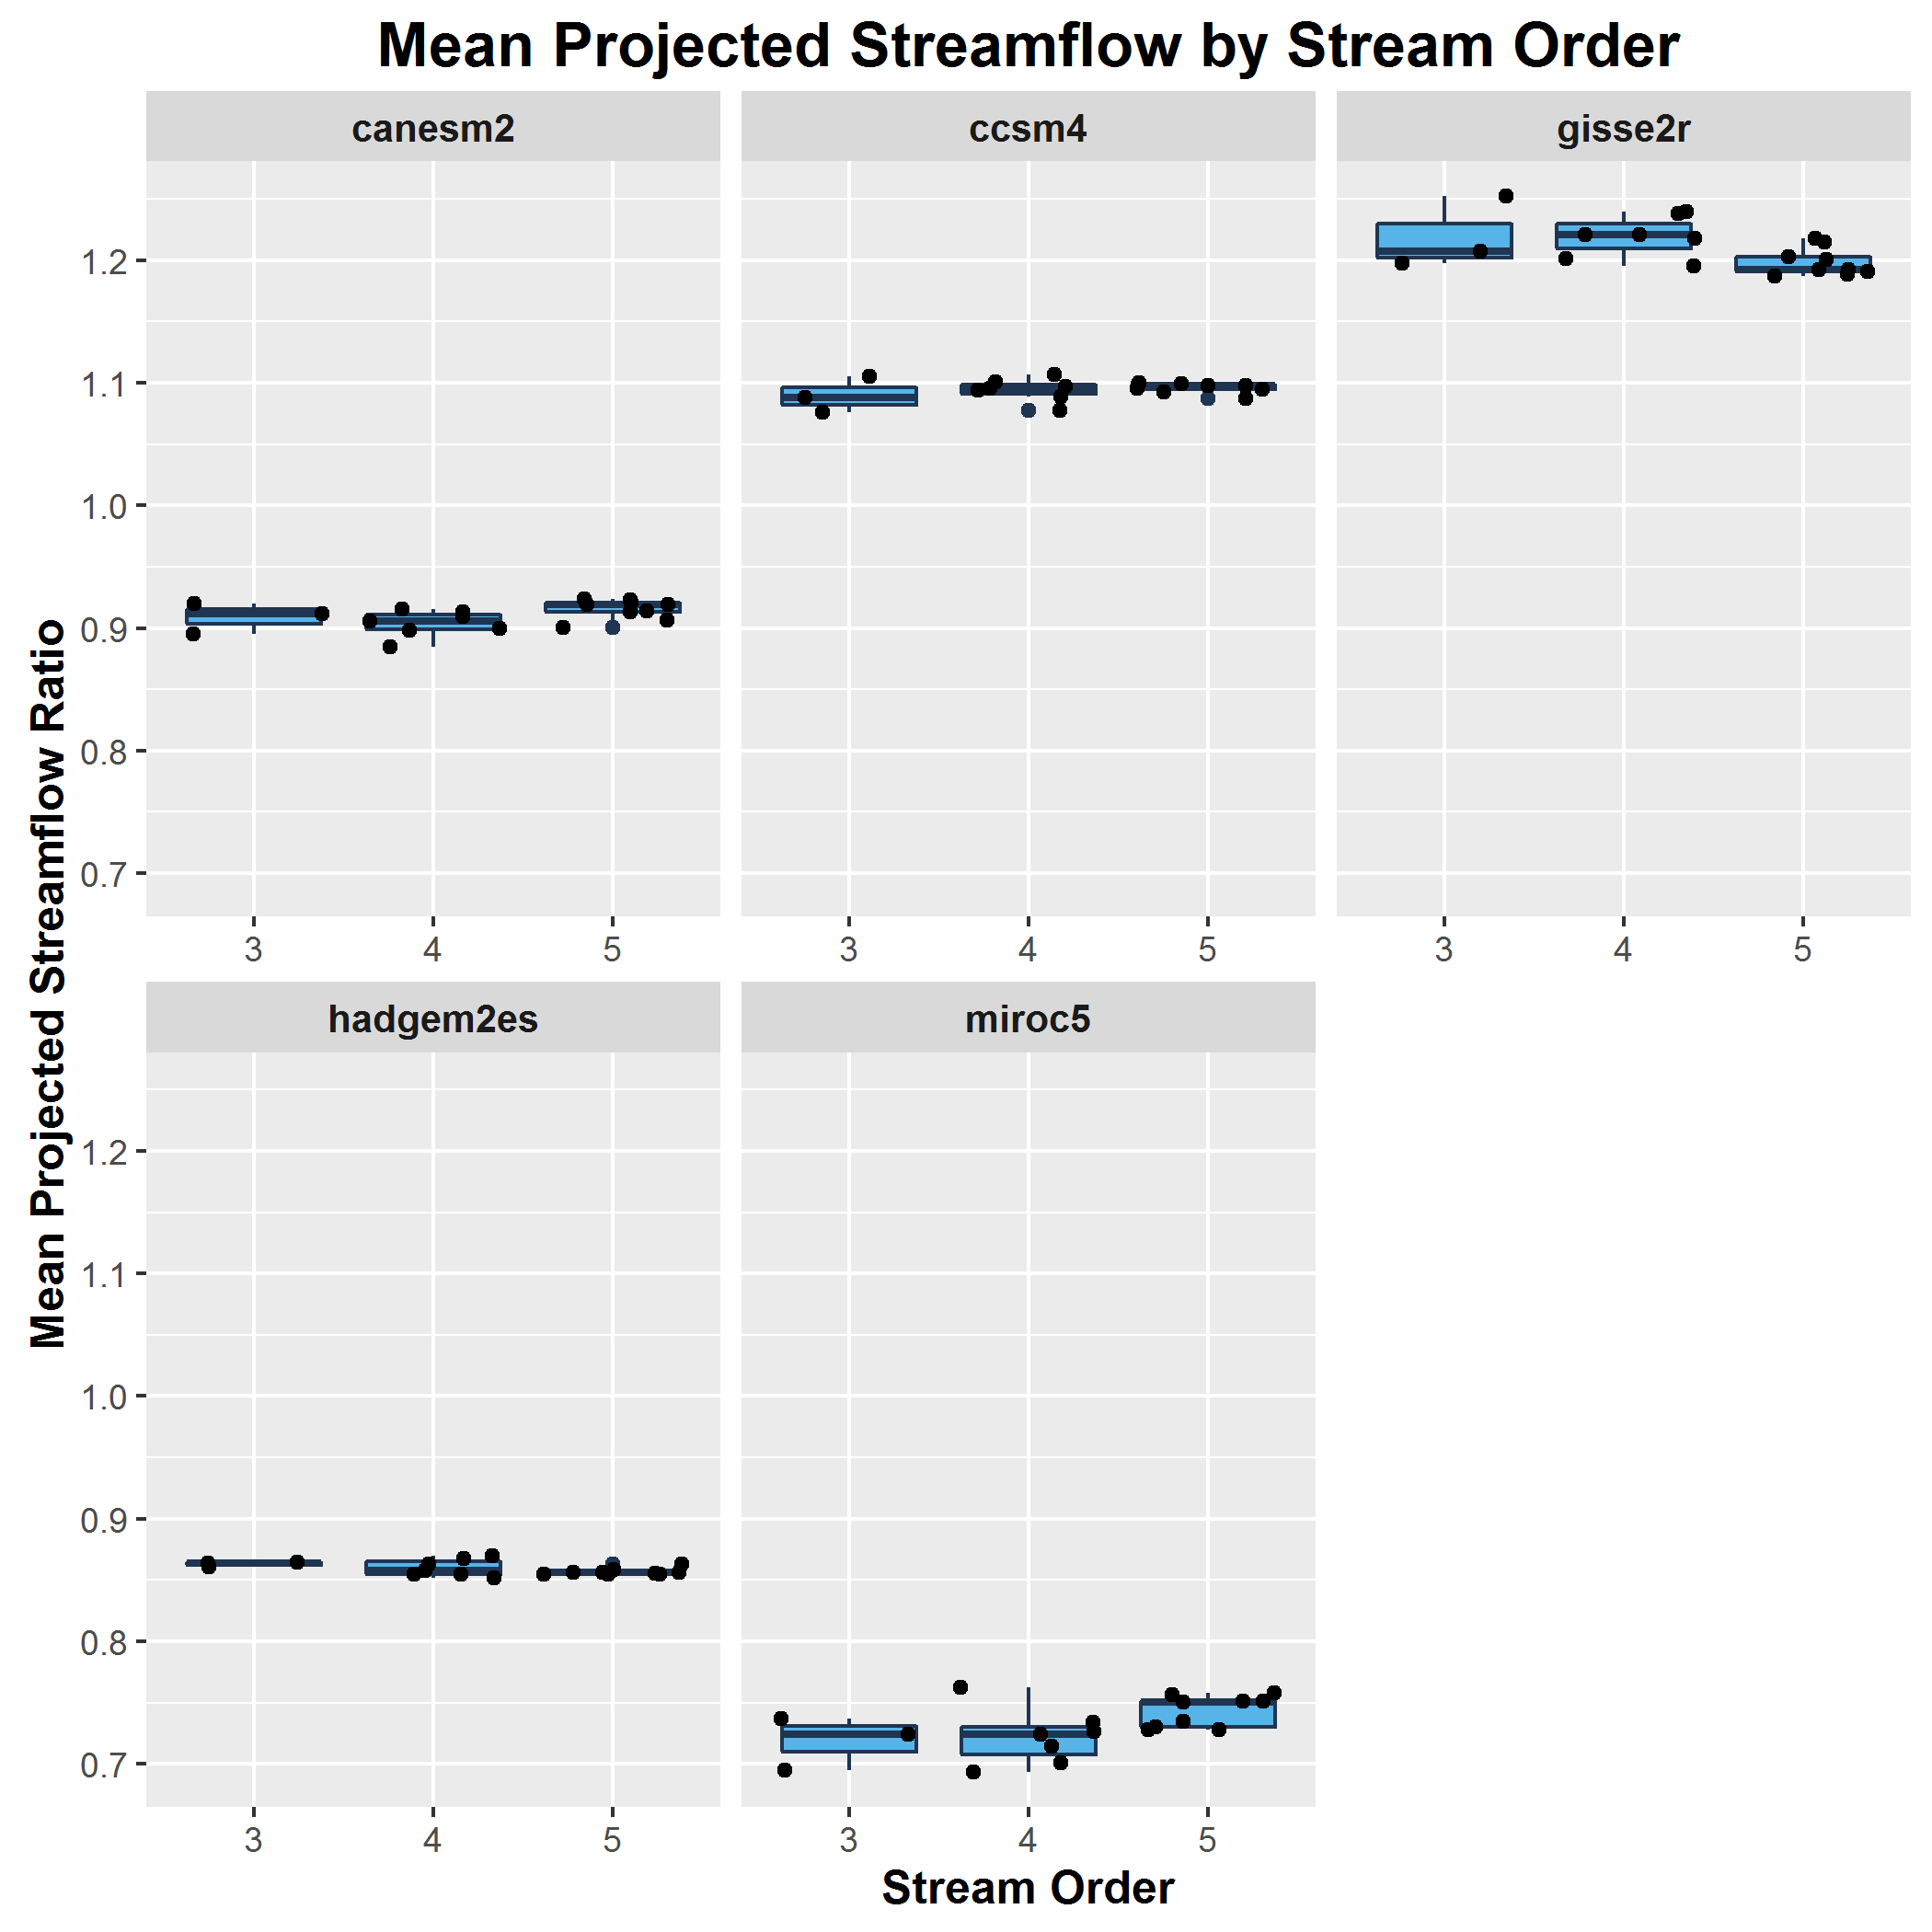 Mean Projected Streamflow by Stream Order
canesm2
ccsm4
gisse2r
Mean Projected Streamflow Ratio
1.2
1.1
1.0
0.9
0.8
0.7
3 4 5
3 4 5
3 4 5
hadgem2es
miroc5
1.2
1.1
1.0
0.9
0.8
0.7
3 4 5
3 4 5
Stream Order